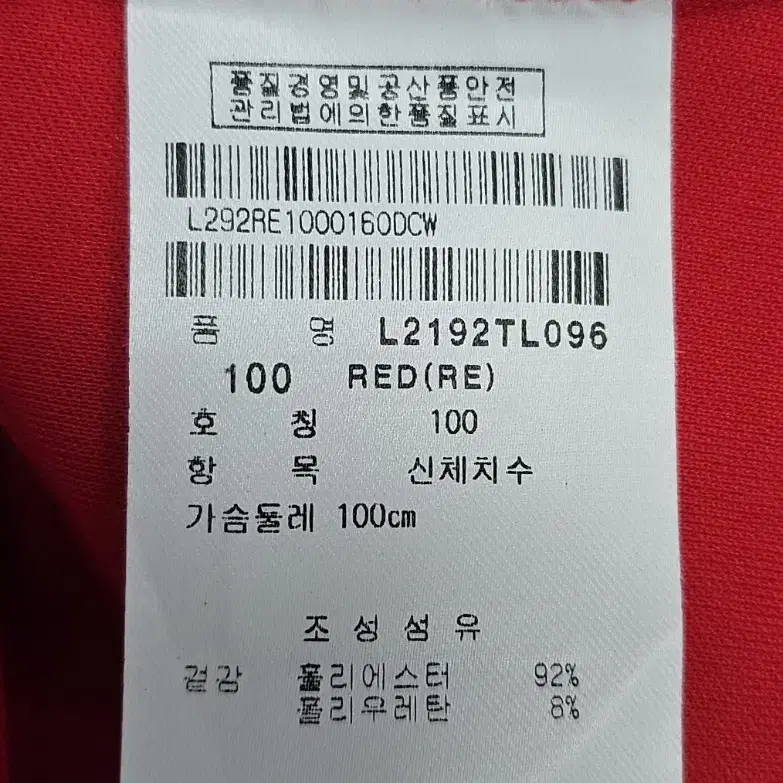 품질경영및공산품안전
관리법에의한품질표시
L292RE1000160DCW
품 명 L2192TL096
100 RED(RE)
호 칭 100
항 목 신체치수
가슴둘레 100cm
조성섬유
겉감 폴리에스터 92%
폴리우레탄 8%